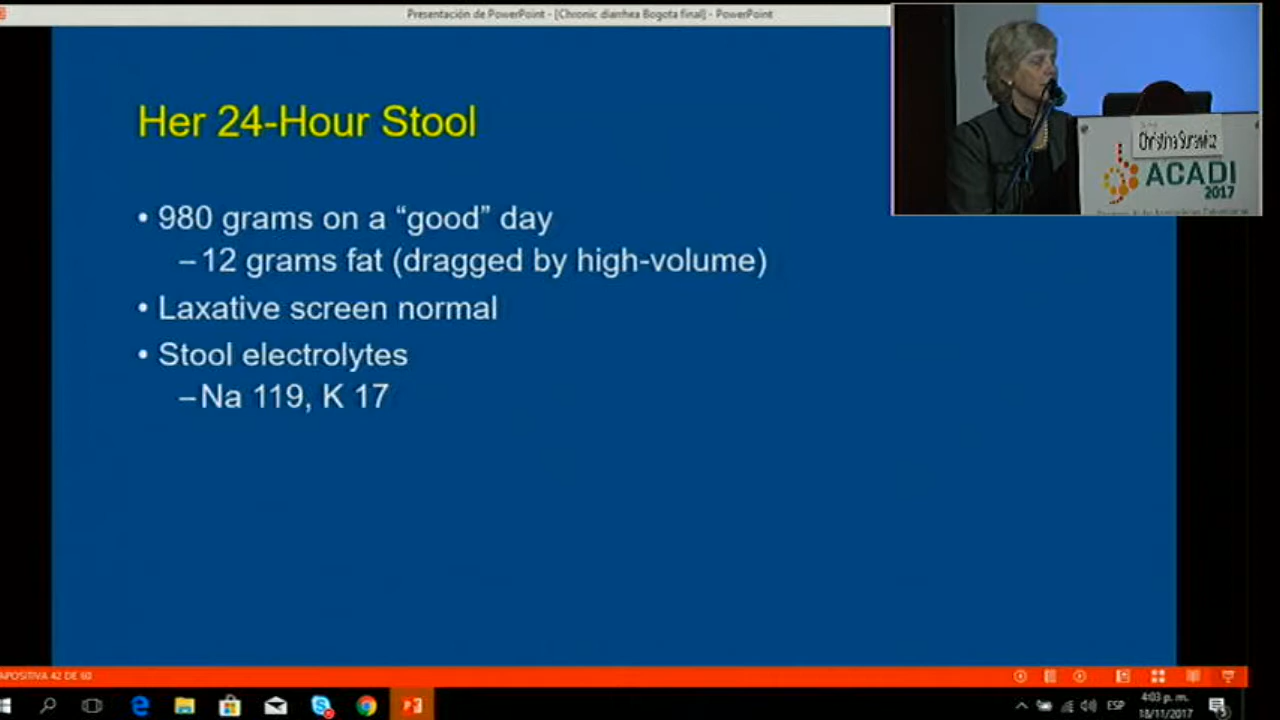 Presentación de PowerPoint - [Chronic diarrhea Bogota final] - PowerPoint
Her 24-Hour Stool
• 980 grams on a “good” day
–12 grams fat (dragged by high-volume)
• Laxative screen normal
• Stool electrolytes
–Na 119, K 17
Christina Surawicz
ACADI
2017
APOSITIVA 42 DE 60
ESP
4:03 p. m.
18/11/2017